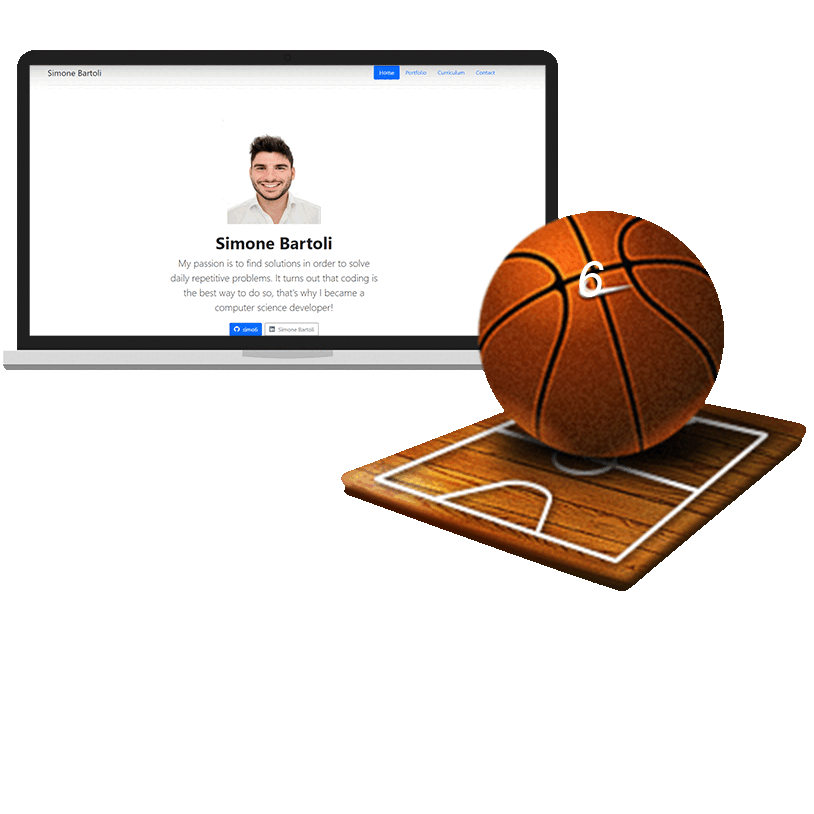 Simone Bartoli
Home Portfolio Curriculum Contact
Simone Bartoli
My passion is to find solutions in order to solve
daily repetitive problems. It turns out that coding is
the best way to do so, that's why I became a
computer science developer!
simoli Simone Bartoli
6